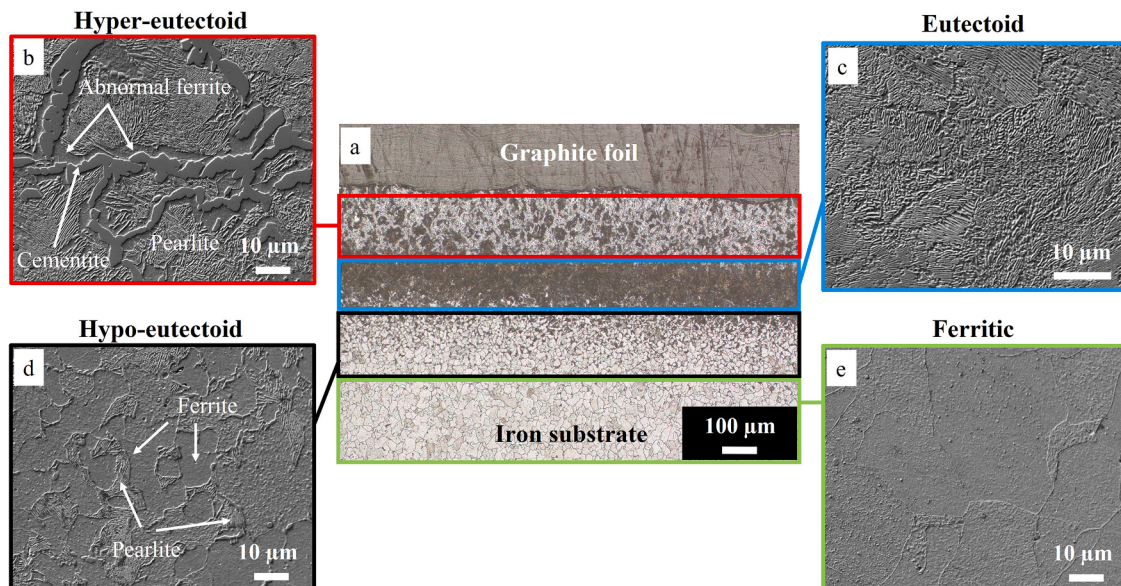 Hyper-eutectoid
b
Abnormal ferrite
Pearlite
Cementite
10 µm
a
Graphite foil
Iron substrate
100 µm
Eutectoid
c
10 µm
Hypo-eutectoid
d
Ferrite
Pearlite
10 µm
Ferritic
e
10 µm